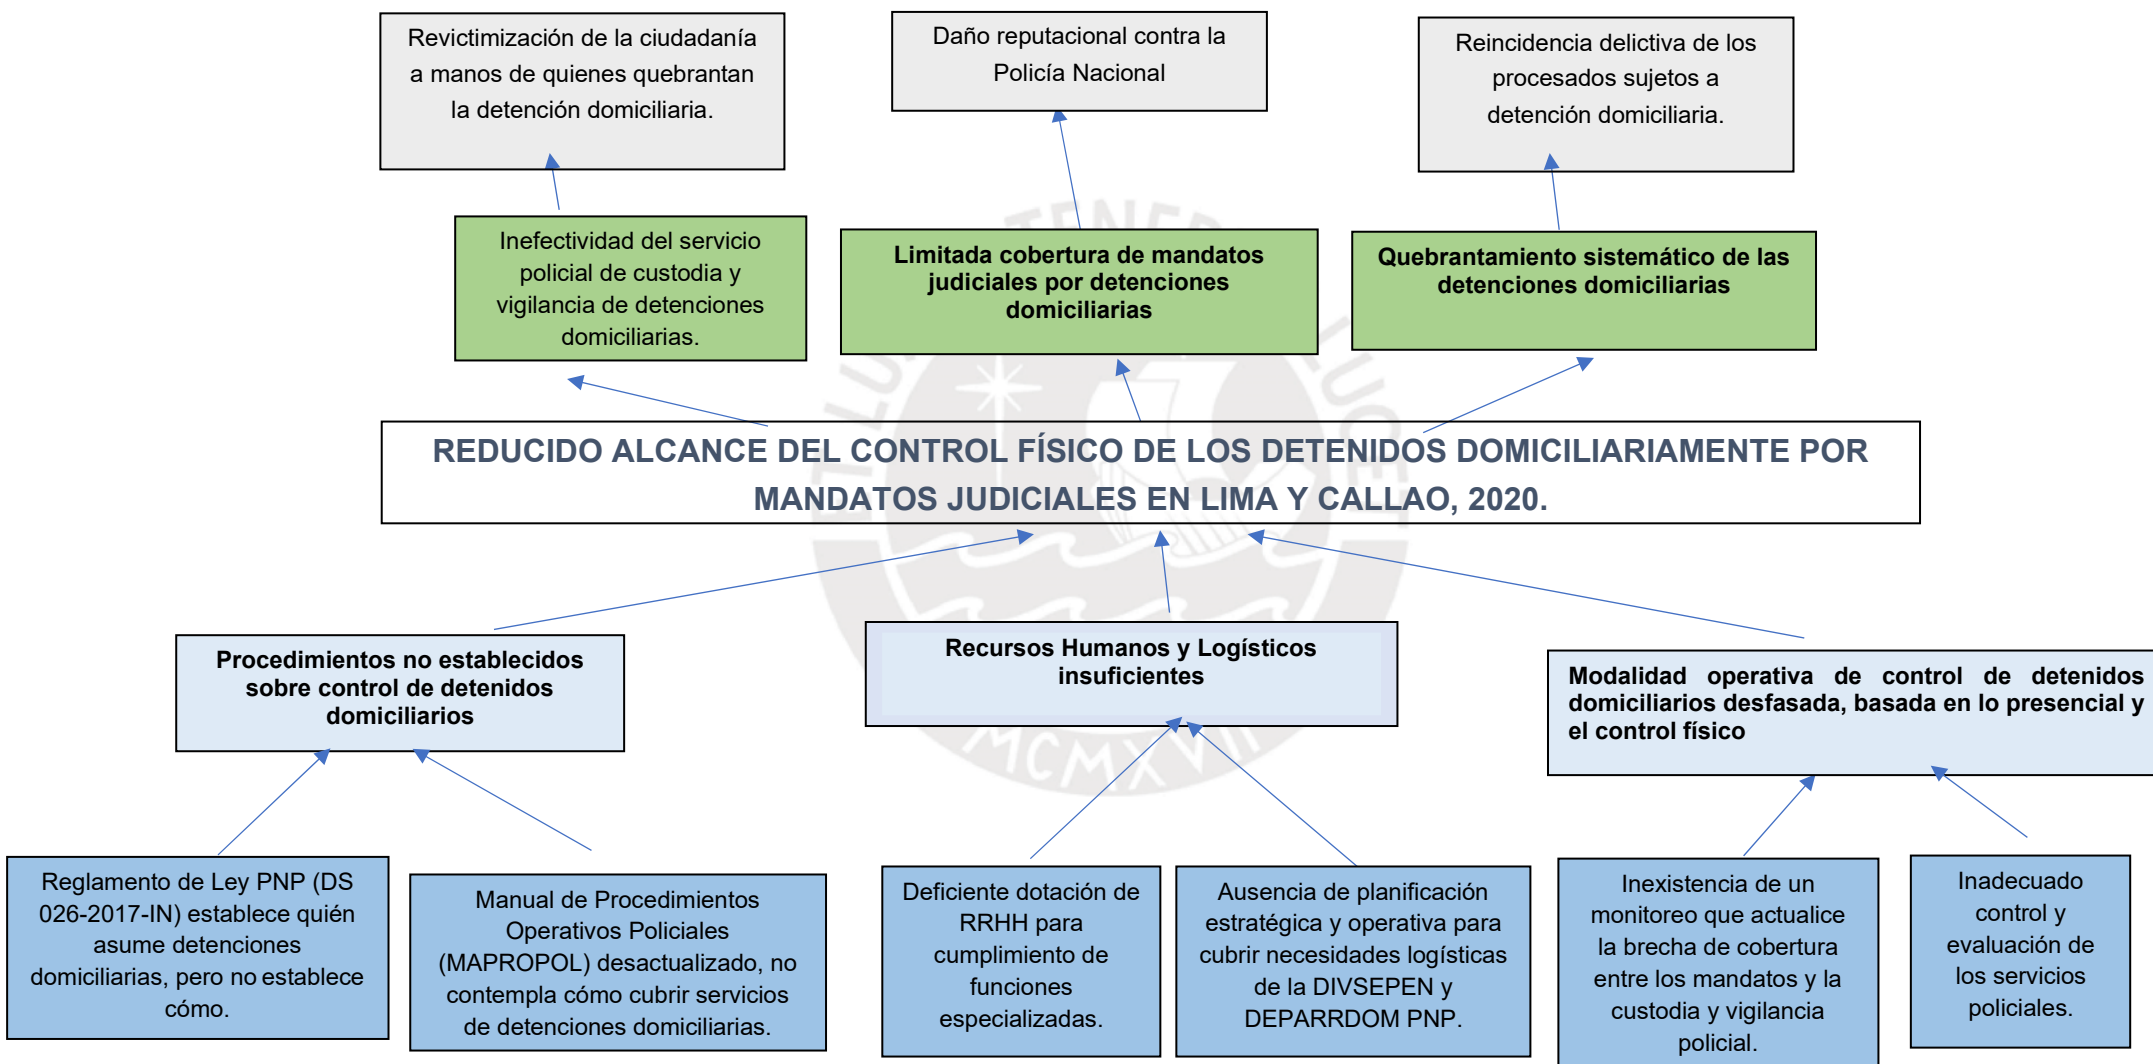 Revictimización de la ciudadanía
a manos de quienes quebrantan
la detención domiciliaria.
Daño reputacional contra la
Policía Nacional
Reincidencia delictiva de los
procesados sujetos a
detención domiciliaria.
Inefectividad del servicio
policial de custodia y
vigilancia de detenciones
domiciliarias.
Limitada cobertura de mandatos
judiciales por detenciones
domiciliarias
Quebrantamiento sistemático de las
detenciones domiciliarias
REDUCIDO ALCANCE DEL CONTROL FÍSICO DE LOS DETENIDOS DOMICILIARIAMENTE POR
MANDATOS JUDICIALES EN LIMA Y CALLAO, 2020.
Procedimientos no establecidos
sobre control de detenidos
domiciliarios
Recursos Humanos y Logísticos
insuficientes
Modalidad operativa de control de detenidos
domiciliarios desfasada, basada en lo presencial y
el control físico
Reglamento de Ley PNP (DS
026-2017-IN) establece quién
asume detenciones
domiciliarias, pero no establece
cómo.
Manual de Procedimientos
Operativos Policiales
(MAPROPOL) desactualizado, no
contempla cómo cubrir servicios
de detenciones domiciliarias.
Deficiente dotación de
RRHH para
cumplimiento de
funciones
especializadas.
Ausencia de planificación
estratégica y operativa para
cubrir necesidades logísticas
de la DIVSEPEN y
DEPARRDOM PNP.
Inexistencia de un
monitoreo que actualice
la brecha de cobertura
entre los mandatos y la
custodia y vigilancia
policial.
Inadecuado
control y
evaluación de
los servicios
policiales.
MCMXVII